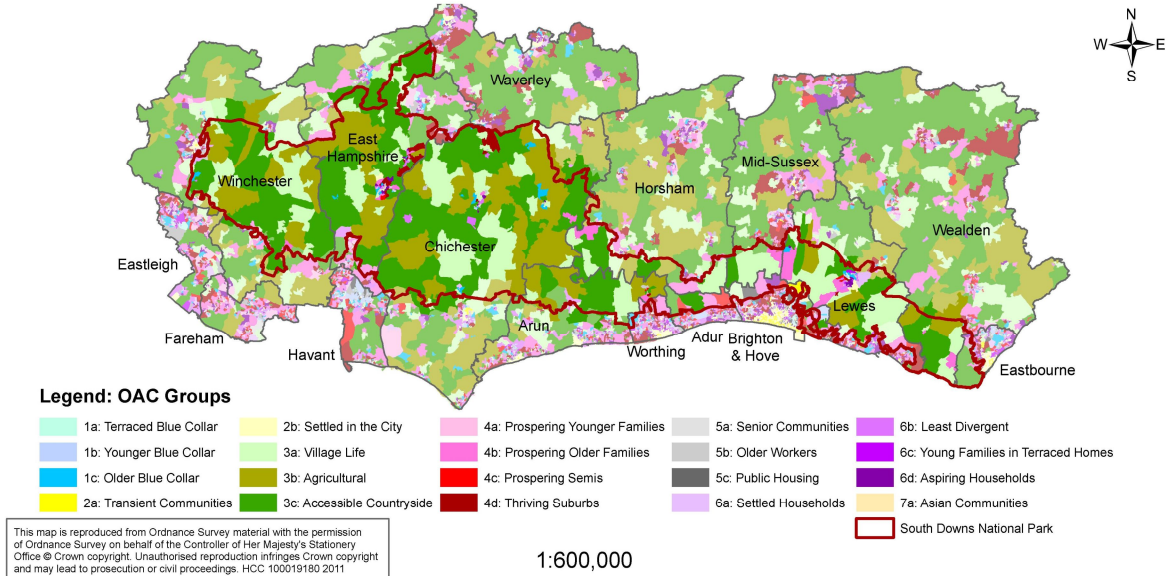 N
W E
S
Waverley
East
Hampshire
Winchester
Horsham
Mid-Sussex
Chichester
Wealden
Eastleigh
Lewes
Arun
Fareham
Havant
Worthing
Adur
Brighton
& Hove
Eastbourne
Legend: OAC Groups
1a: Terraced Blue Collar
1b: Younger Blue Collar
1c: Older Blue Collar
2a: Transient Communities
2b: Settled in the City
3a: Village Life
3b: Agricultural
3c: Accessible Countryside
4a: Prospering Younger Families
4b: Prospering Older Families
4c: Prospering Semis
4d: Thriving Suburbs
5a: Senior Communities
5b: Older Workers
5c: Public Housing
6a: Settled Households
6b: Least Divergent
6c: Young Families in Terraced Homes
6d: Aspiring Households
7a: Asian Communities
South Downs National Park
This map is reproduced from Ordnance Survey material with the permission
of Ordnance Survey on behalf of the Controller of Her Majesty's Stationery
Office © Crown copyright. Unauthorised reproduction infringes Crown copyright
and may lead to prosecution or civil proceedings. HCC 100019180 2011
1:600,000